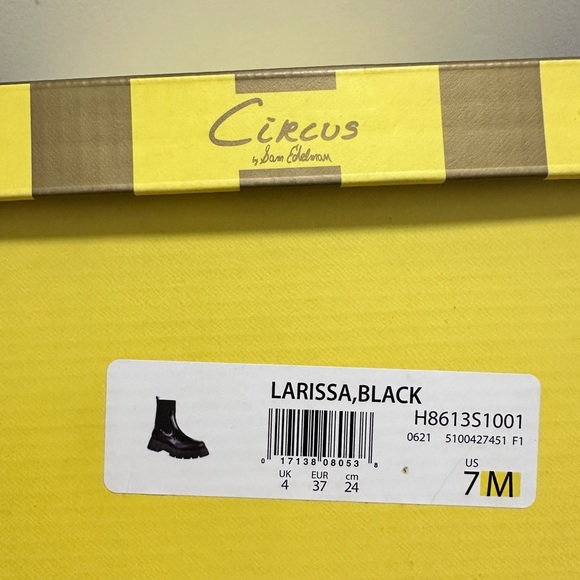 CIRCUS
by Sam Edelman
LARISSA,BLACK
H8613S1001
0621 5100427451 F1
0 17138 08053 8
UK EUR cm
4 37 24
US
7 M